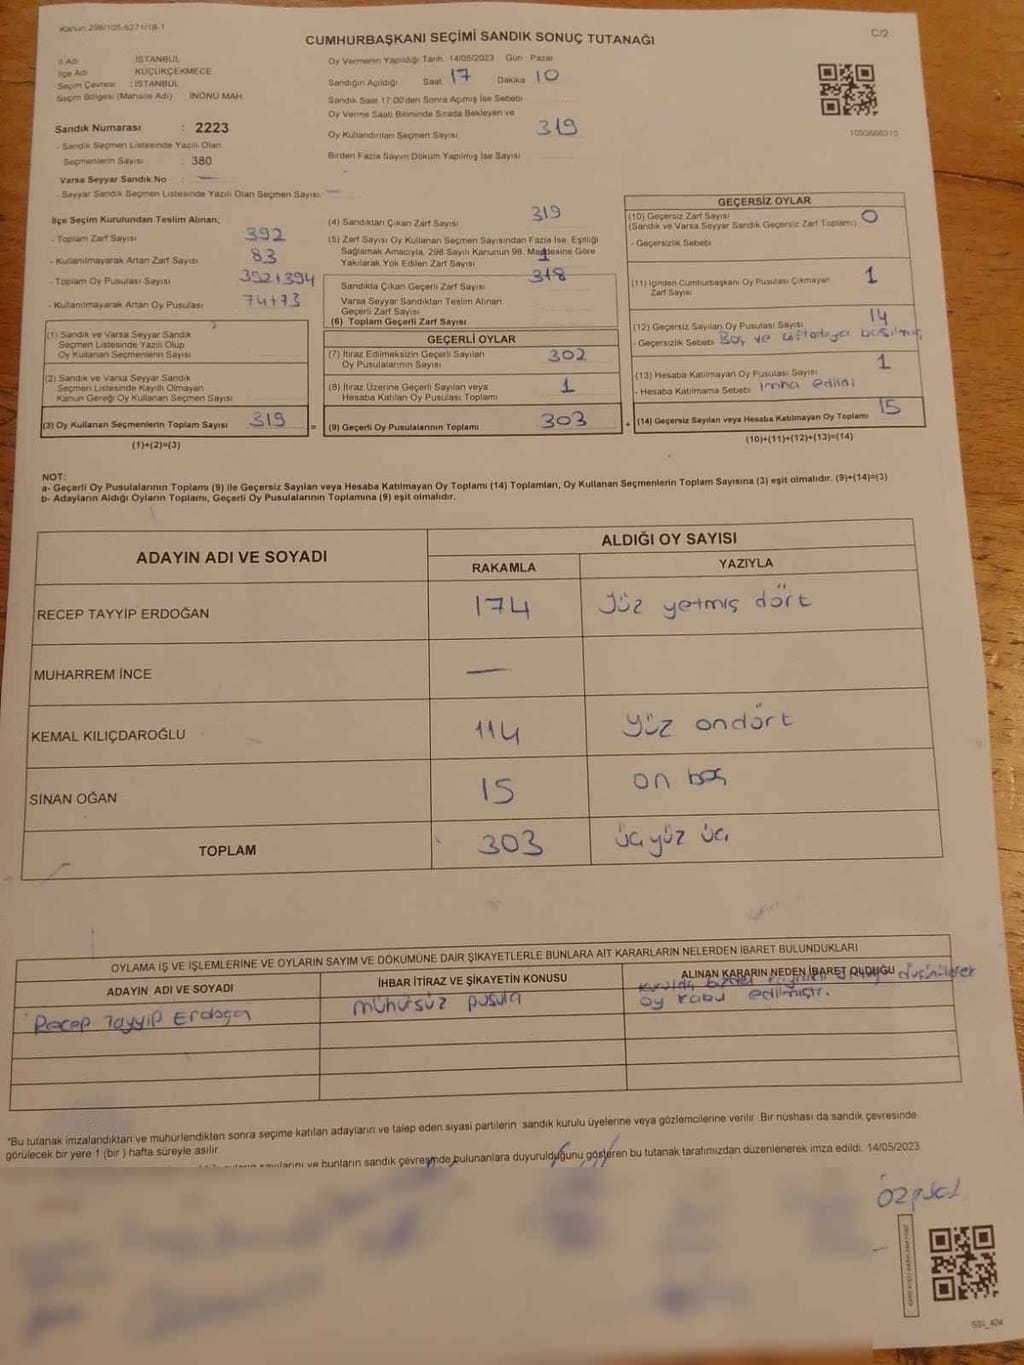 Kanun:298/105,6271/18-1
C/2
CUMHURBAŞKANI SEÇİMİ SANDIK SONUÇ TUTANAĞI
İl Adı : İSTANBUL
İlçe Adı : KÜÇÜKÇEKMECE
Seçim Çevresi : İSTANBUL
Seçim Bölgesi (Mahalle Adı) İNÖNÜ MAH.
Sandık Numarası : 2223
- Sandık Seçmen Listesinde Yazılı Olan
Seçmenlerin Sayısı : 380
Varsa Seyyar Sandık No : —
- Seyyar Sandık Seçmen Listesinde Yazılı Olan Seçmen Sayısı: —
Oy Vermenin Yapıldığı Tarih 14/05/2023 Gün Pazar
Sandığın Açıldığı Saat 17 Dakika 10
Sandık Saat 17:00'den Sonra Açılmış İse Sebebi
Oy Verme Saati Bitiminde Sırada Bekleyen ve
Oy Kullandırılan Seçmen Sayısı 319
Birden Fazla Sayım Döküm Yapılmış İse Sayısı
1093666310
İlçe Seçim Kurulundan Teslim Alınan;
- Toplam Zarf Sayısı 392
- Kullanılmayarak Artan Zarf Sayısı 83
- Toplam Oy Pusulası Sayısı 392+394
- Kullanılmayarak Artan Oy Pusulası 74+73
(1) Sandık ve Varsa Seyyar Sandık
Seçmen Listesinde Yazılı Olup
Oy Kullanan Seçmenlerin Sayısı
(2) Sandık ve Varsa Seyyar Sandık
Seçmen Listesinde Kayıtlı Olmayan
Kanun Gereği Oy Kullanan Seçmen Sayısı
(3) Oy Kullanan Seçmenlerin Toplam Sayısı 319
(1)+(2)=(3)
(4) Sandıktan Çıkan Zarf Sayısı 319
(5) Zarf Sayısı Oy Kullanan Seçmen Sayısından Fazla İse, Eşitliği
Sağlamak Amacıyla, 298 Sayılı Kanunun 98. Maddesine Göre
Yakılarak Yok Edilen Zarf Sayısı 1
Sandıkta Çıkan Geçerli Zarf Sayısı 318
Varsa Seyyar Sandıktan Teslim Alınan
Geçerli Zarf Sayısı
(6) Toplam Geçerli Zarf Sayısı
GEÇERLİ OYLAR
(7) İtiraz Edilmeksizin Geçerli Sayılan
Oy Pusulalarının Sayısı 302
(8) İtiraz Üzerine Geçerli Sayılan veya
Hesaba Katılan Oy Pusulası Toplamı 1
= (9) Geçerli Oy Pusulalarının Toplamı 303
GEÇERSİZ OYLAR
(10) Geçersiz Zarf Sayısı 0
(Sandık ve Varsa Seyyar Sandık Geçersiz Zarf Toplamı)
- Geçersizlik Sebebi
(11) İçinden Cumhurbaşkanı Oy Pusulası Çıkmayan
Zarf Sayısı 1
(12) Geçersiz Sayılan Oy Pusulası Sayısı 14
- Geçersizlik Sebebi Boş ve ortadaya basılmış
(13) Hesaba Katılmayan Oy Pusulası Sayısı 1
- Hesaba Katılmama Sebebi imha edildi
+ (14) Geçersiz Sayılan veya Hesaba Katılmayan Oy Toplamı 15
(10)+(11)+(12)+(13)=(14)
NOT:
a- Geçerli Oy Pusulalarının Toplamı (9) ile Geçersiz Sayılan veya Hesaba Katılmayan Oy Toplamı (14) Toplamları, Oy Kullanan Seçmenlerin Toplam Sayısına (3) eşit olmalıdır. (9)+(14)=(3)
b- Adayların Aldığı Oyların Toplamı, Geçerli Oy Pusulalarının Toplamına (9) eşit olmalıdır.
ADAYIN ADI VE SOYADI ALDIĞI OY SAYISI
RAKAMLA YAZIYLA
RECEP TAYYİP ERDOĞAN 174 Yüz yetmiş dört
MUHARREM İNCE —
KEMAL KILIÇDAROĞLU 114 yüz ondört
SİNAN OĞAN 15 on beş
TOPLAM 303 üçyüz üç
OYLAMA İŞ VE İŞLEMLERİNE VE OYLARIN SAYIM VE DÖKÜMÜNE DAİR ŞİKAYETLERLE BUNLARA AİT KARARLARIN NELERDEN İBARET BULUNDUKLARI
ADAYIN ADI VE SOYADI İHBAR İTİRAZ VE ŞİKAYETİN KONUSU ALINAN KARARIN NEDEN İBARET OLDUĞU
Recep Tayyip Erdoğan mühürsüz pusula düşünülerek
oy kabul edilmiştir.
*Bu tutanak imzalandıktan ve mühürlendikten sonra seçime katılan adayların ve talep eden siyasi partilerin sandık kurulu üyelerine veya gözlemcilerine verilir. Bir nüshası da sandık çevresinde
görülecek bir yere 1 (bir) hafta süreyle asılır.
ve bunların sandık çevresinde bulunanlara duyurulduğunu gösteren bu tutanak tarafımızdan düzenlenerek imza edildi. 14/05/2023